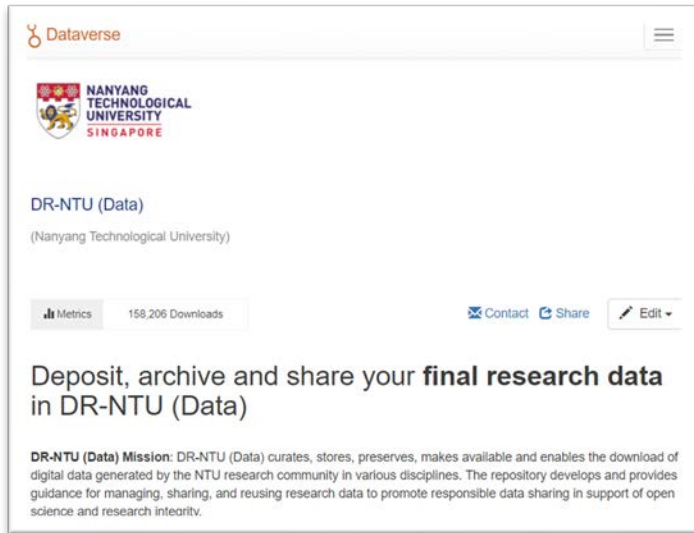 Dataverse
NANYANG
TECHNOLOGICAL
UNIVERSITY
SINGAPORE
DR-NTU (Data)
(Nanyang Technological University)
Metrics 158,206 Downloads Contact Share Edit
Deposit, archive and share your final research data
in DR-NTU (Data)
DR-NTU (Data) Mission: DR-NTU (Data) curates, stores, preserves, makes available and enables the download of
digital data generated by the NTU research community in various disciplines. The repository develops and provides
guidance for managing, sharing, and reusing research data to promote responsible data sharing in support of open
science and research integrity.